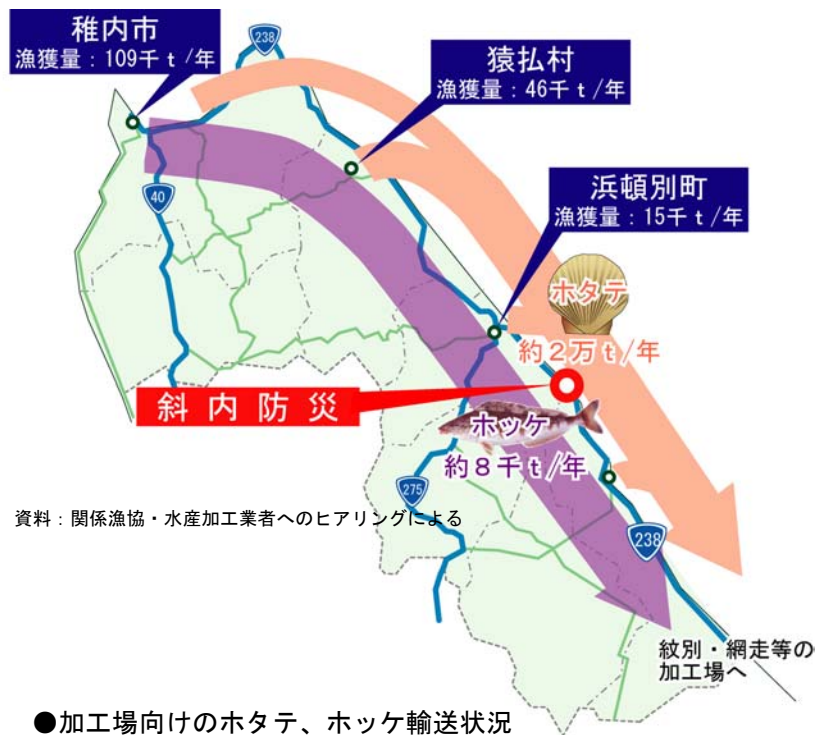 稚内市
漁獲量：109千ｔ/年
238
猿払村
漁獲量：46千ｔ/年
40
浜頓別町
漁獲量：15千ｔ/年
ホタテ
約２万ｔ/年
斜内防災
ホッケ
約８千ｔ/年
275
資料：関係漁協・水産加工業者へのヒアリングによる
238
紋別・網走等の
加工場へ
●加工場向けのホタテ、ホッケ輸送状況